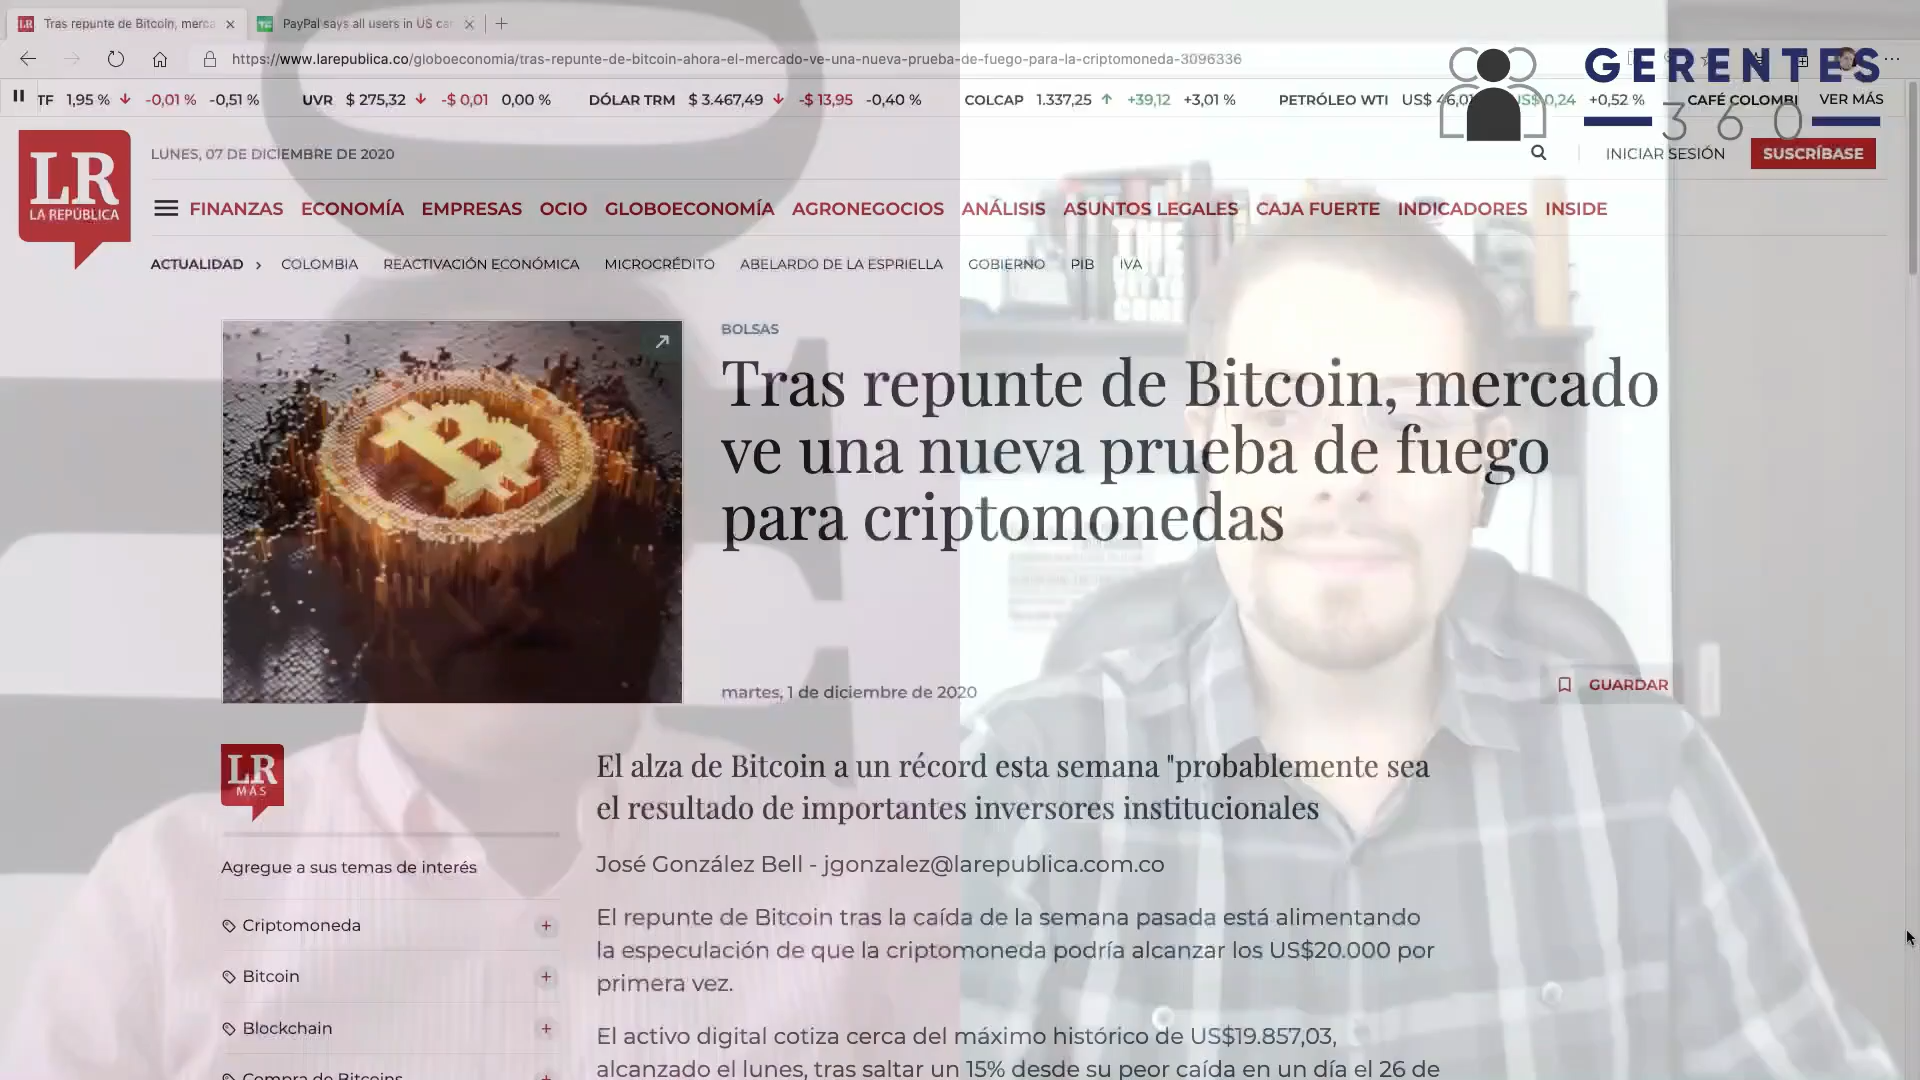 Tras repunte de Bitcoin, merca
PayPal says all users in US ca
https://www.larepublica.co/globoeconomia/tras-repunte-de-bitcoin-ahora-el-mercado-ve-una-nueva-prueba-de-fuego-para-la-criptomoneda-3096336
GERENTES
360
TF 1,95 % -0,01 % -0,51 % UVR $ 275,32 -$ 0,01 0,00 % DÓLAR TRM $ 3.467,49 -$ 13,95 -0,40 % COLCAP 1.337,25 +39,12 +3,01 % PETRÓLEO WTI US$ 46,01 US$ 0,24 +0,52 % CAFÉ COLOMBI VER MÁS
LR
LA REPÚBLICA
LUNES, 07 DE DICIEMBRE DE 2020
INICIAR SESIÓN SUSCRÍBASE
FINANZAS ECONOMÍA EMPRESAS OCIO GLOBOECONOMÍA AGRONEGOCIOS ANÁLISIS ASUNTOS LEGALES CAJA FUERTE INDICADORES INSIDE
ACTUALIDAD › COLOMBIA REACTIVACIÓN ECONÓMICA MICROCRÉDITO ABELARDO DE LA ESPRIELLA GOBIERNO PIB IVA
BOLSAS
Tras repunte de Bitcoin, mercado
ve una nueva prueba de fuego
para criptomonedas
martes, 1 de diciembre de 2020
GUARDAR
LR
MÁS
Agregue a sus temas de interés
Criptomoneda +
Bitcoin +
Blockchain +
Compra de Bitcoins +
El alza de Bitcoin a un récord esta semana "probablemente sea
el resultado de importantes inversores institucionales
José González Bell - jgonzalez@larepublica.com.co
El repunte de Bitcoin tras la caída de la semana pasada está alimentando
la especulación de que la criptomoneda podría alcanzar los US$20.000 por
primera vez.
El activo digital cotiza cerca del máximo histórico de US$19.857,03,
alcanzado el lunes, tras saltar un 15% desde su peor caída en un día el 26 de